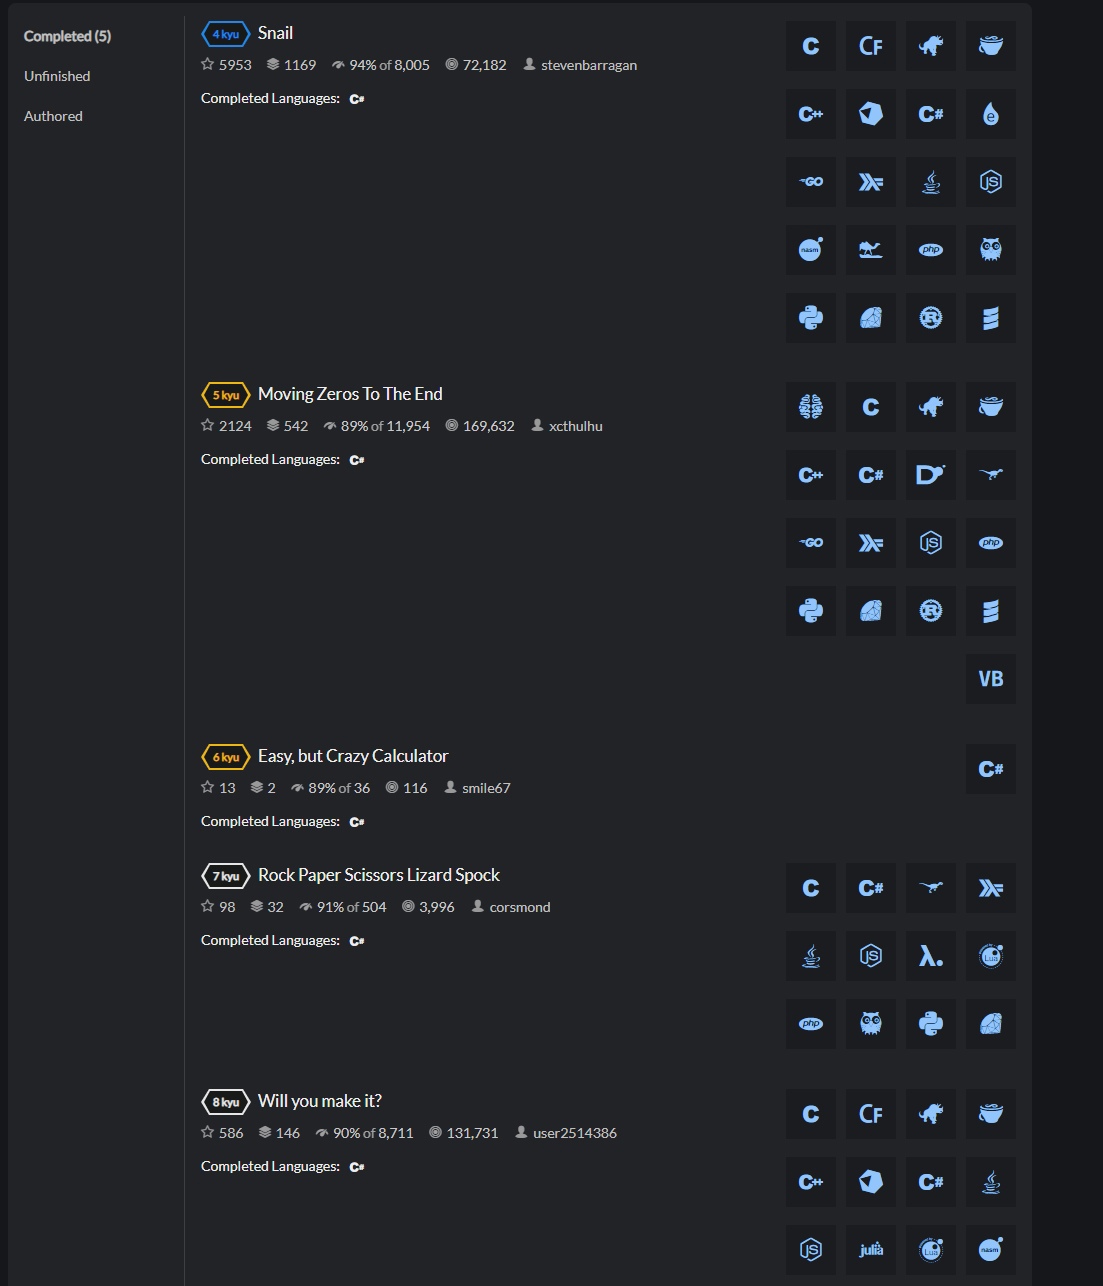 Completed (5)
Unfinished
Authored
4 kyu Snail
5953 1169 94% of 8,005 72,182 stevenbarragan
Completed Languages: C#
C CF
C++ C# e
GO JS
nasm php
R
5 kyu Moving Zeros To The End
2124 542 89% of 11,954 169,632 xcthulhu
Completed Languages: C#
C
C++ C# D
GO JS php
R
VB
6 kyu Easy, but Crazy Calculator
13 2 89% of 36 116 smile67
Completed Languages: C#
C#
7 kyu Rock Paper Scissors Lizard Spock
98 32 91% of 504 3,996 corsmond
Completed Languages: C#
C C#
JS λ. Lua
php
8 kyu Will you make it?
586 146 90% of 8,711 131,731 user2514386
Completed Languages: C#
C CF
C++ C#
JS julia Lua nasm